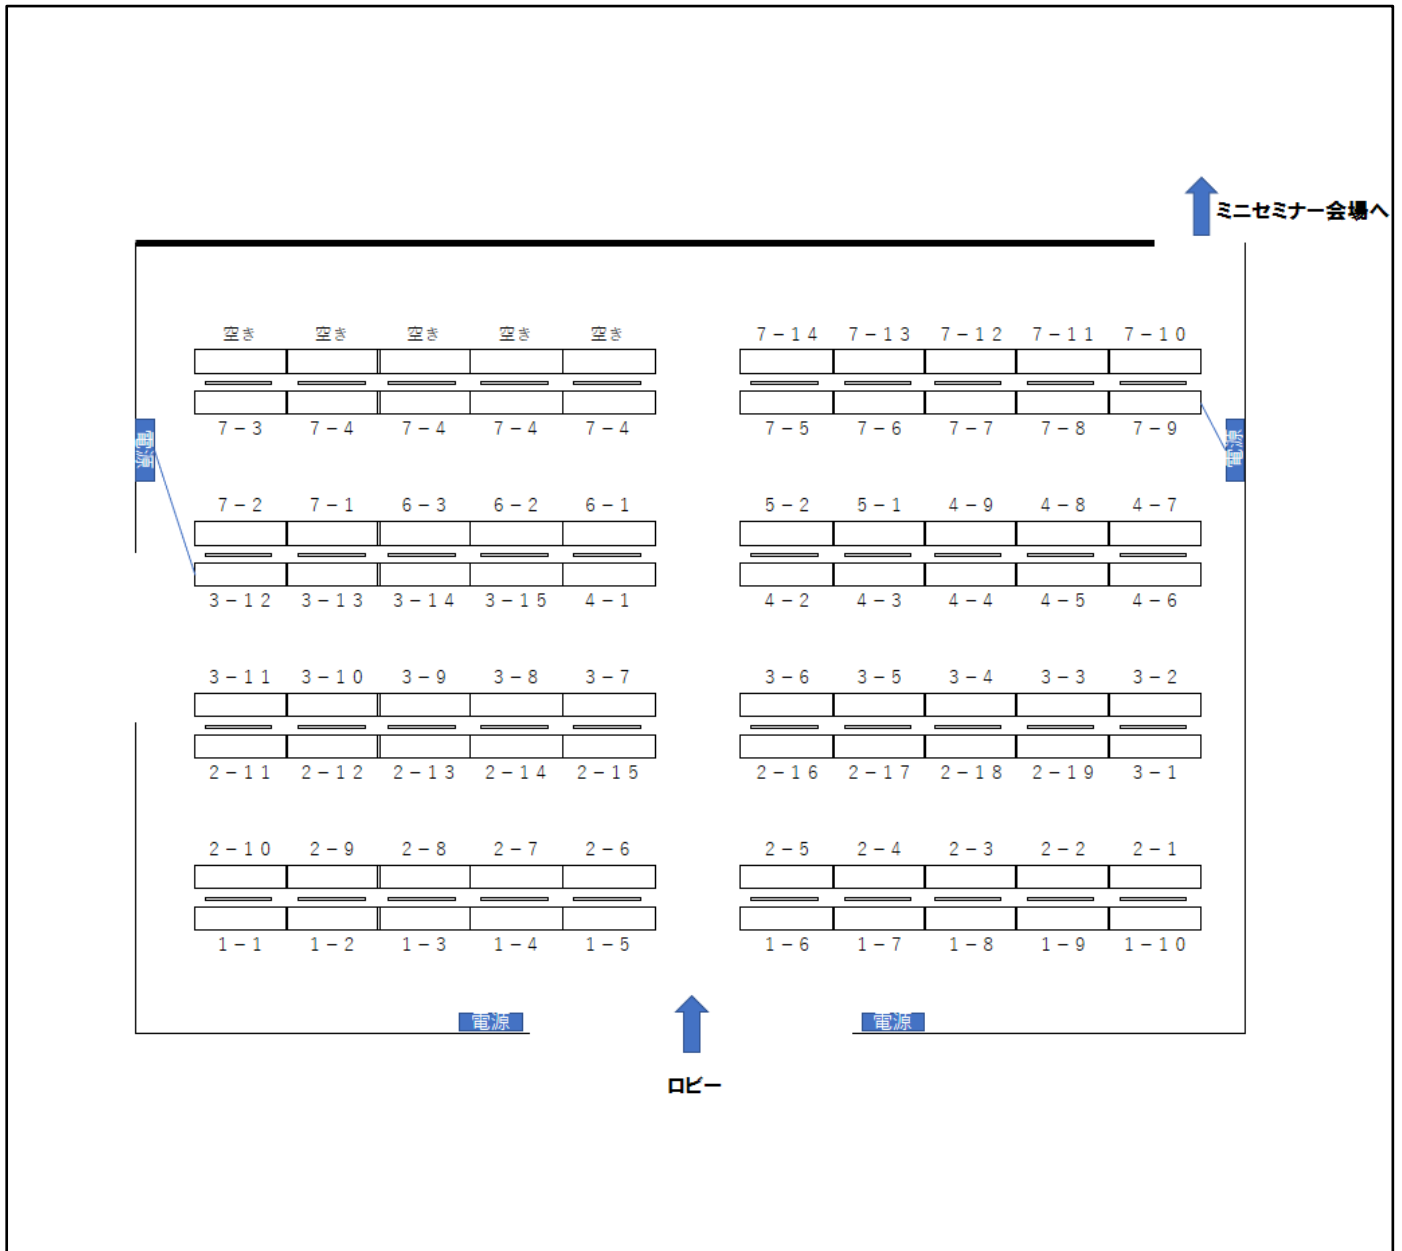 ミニセミナー会場へ
空き 空き 空き 空き 空き 7－14 7－13 7－12 7－11 7－10
7－3 7－4 7－4 7－4 7－4 7－5 7－6 7－7 7－8 7－9
電源
電源
7－2 7－1 6－3 6－2 6－1 5－2 5－1 4－9 4－8 4－7
3－12 3－13 3－14 3－15 4－1 4－2 4－3 4－4 4－5 4－6
3－11 3－10 3－9 3－8 3－7 3－6 3－5 3－4 3－3 3－2
2－11 2－12 2－13 2－14 2－15 2－16 2－17 2－18 2－19 3－1
2－10 2－9 2－8 2－7 2－6 2－5 2－4 2－3 2－2 2－1
1－1 1－2 1－3 1－4 1－5 1－6 1－7 1－8 1－9 1－10
電源 電源
ロビー